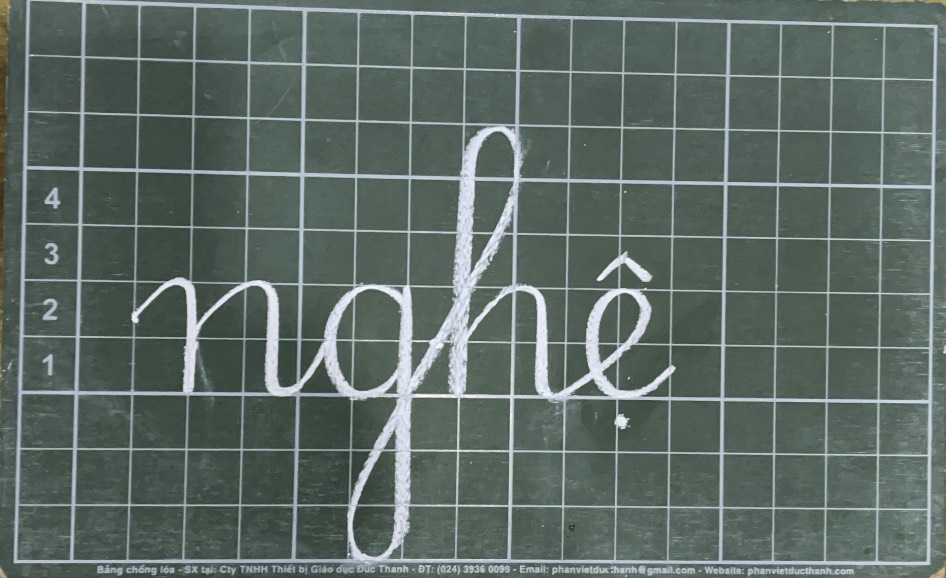 4
3
2
1
nghệ
Bảng chống lóa - SX tại: Cty TNHH Thiết bị Giáo dục Đức Thanh - ĐT: (024) 3936 0099 - Email: phanvietducthanh@gmail.com - Website: phanvietducthanh.com